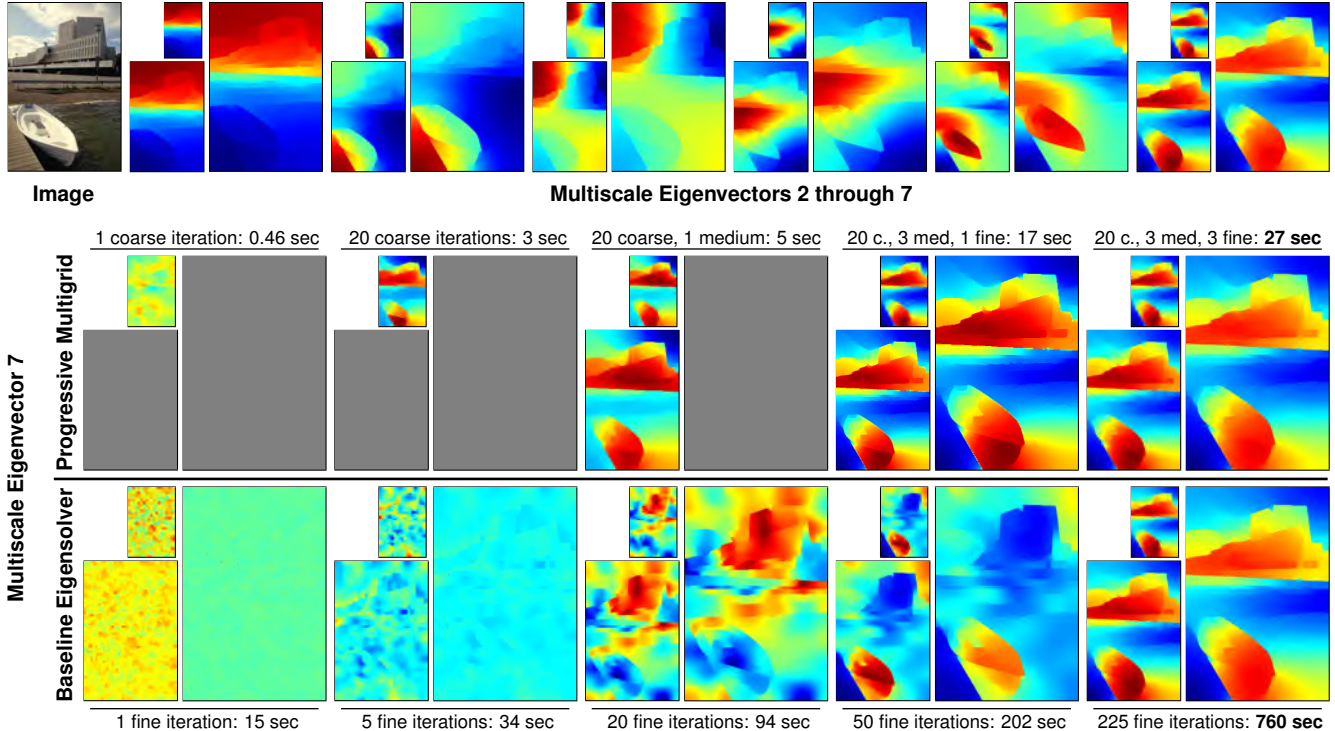 Image
Multiscale Eigenvectors 2 through 7
1 coarse iteration: 0.46 sec
20 coarse iterations: 3 sec
20 coarse, 1 medium: 5 sec
20 c., 3 med, 1 fine: 17 sec
20 c., 3 med, 3 fine: 27 sec
Multiscale Eigenvector 7
Progressive Multigrid
Baseline Eigensolver
1 fine iteration: 15 sec
5 fine iterations: 34 sec
20 fine iterations: 94 sec
50 fine iterations: 202 sec
225 fine iterations: 760 sec